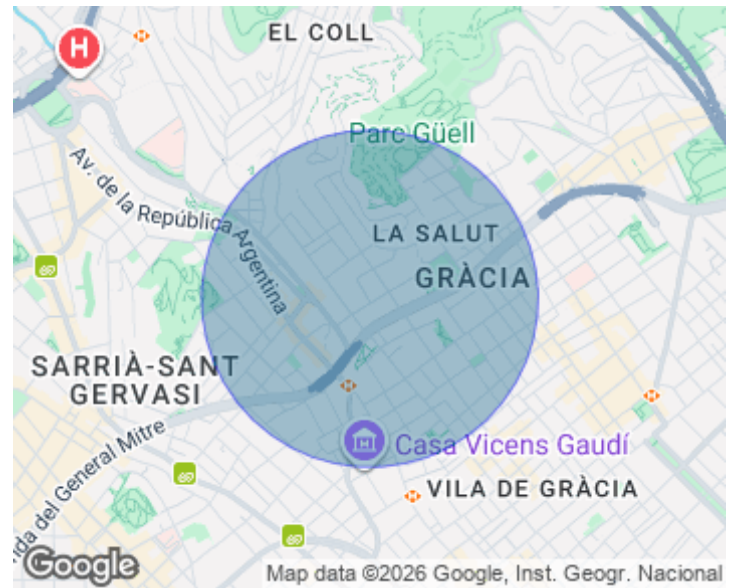 EL COLL
H
Parc Güell
Av. de la República Argentina
LA SALUT
GRÀCIA
SARRIÀ-SANT
GERVASI
da del General Mitre
Casa Vicens Gaudí
VILA DE GRÀCIA
Google
Map data ©2026 Google, Inst. Geogr. Nacional